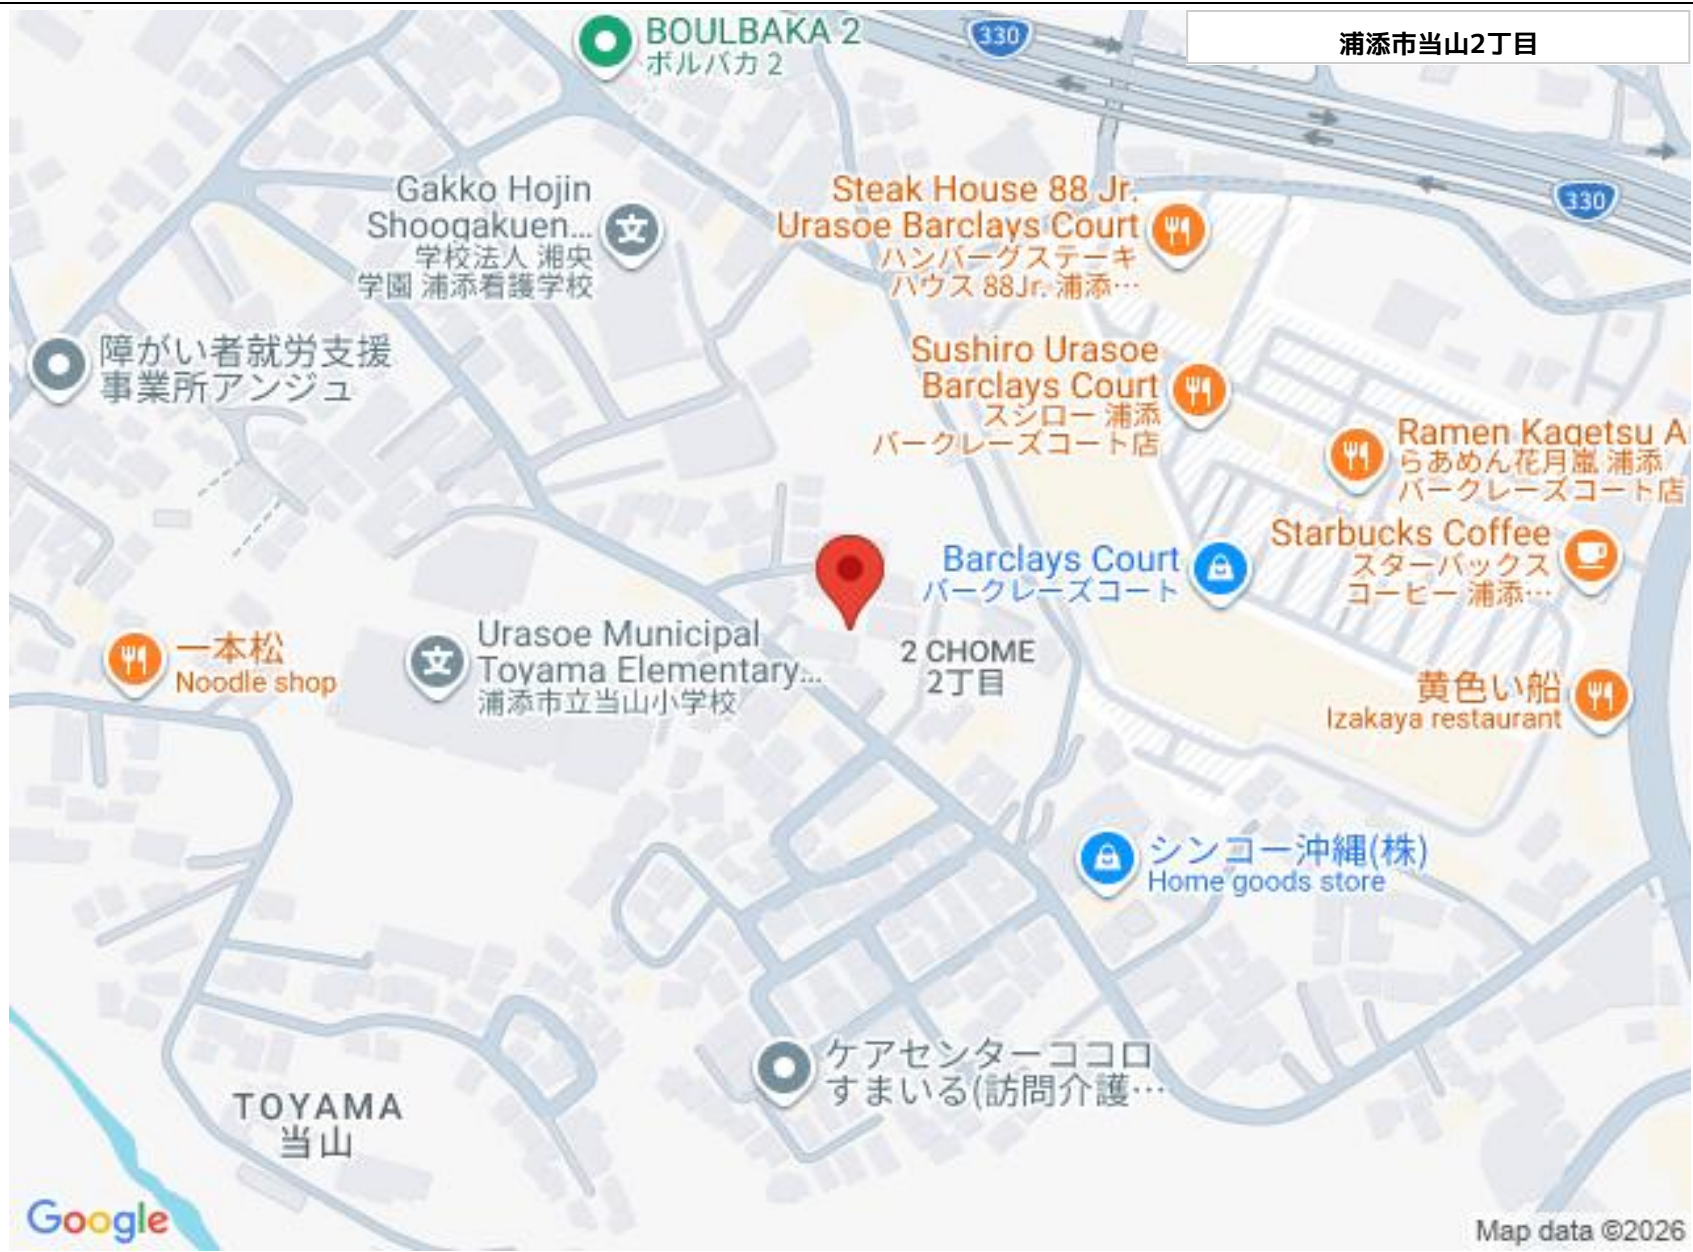 浦添市当山2丁目
BOULBAKA 2
ボルバカ 2
330
330
Gakko Hojin
Shoogakuen...
学校法人 湘央
学園 浦添看護学校
Steak House 88 Jr.
Urasoe Barclays Court
ハンバーグステーキ
ハウス 88Jr. 浦添…
障がい者就労支援
事業所アンジュ
Sushiro Urasoe
Barclays Court
スシロー 浦添
バークレーズコート店
Ramen Kagetsu A
らあめん花月嵐 浦添
バークレーズコート店
Starbucks Coffee
スターバックス
コーヒー 浦添…
Barclays Court
バークレーズコート
一本松
Noodle shop
Urasoe Municipal
Toyama Elementary...
浦添市立当山小学校
2 CHOME
2丁目
黄色い船
Izakaya restaurant
シンコー沖縄(株)
Home goods store
ケアセンターココロ
すまいる(訪問介護…
TOYAMA
当山
Google
Map data ©2026